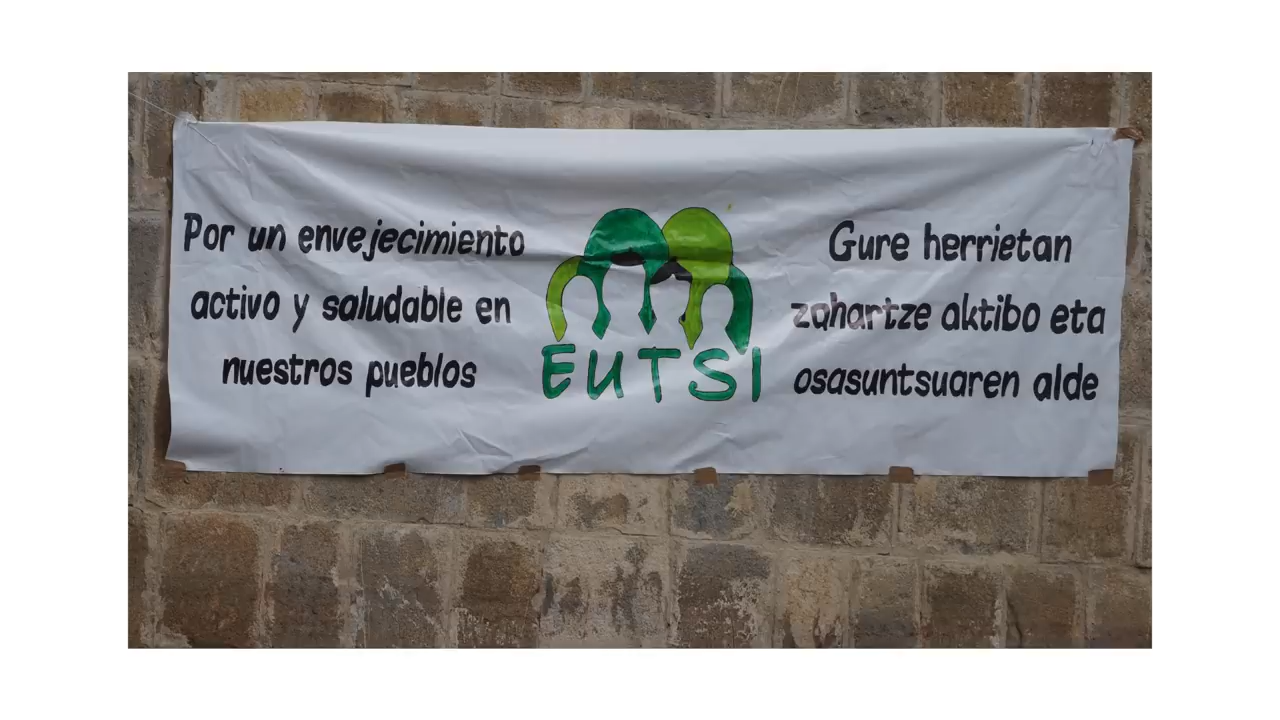 Por un envejecimiento
activo y saludable en
nuestros pueblos
EUTSI
Gure herrietan
zahartze aktibo eta
osasuntsuaren alde